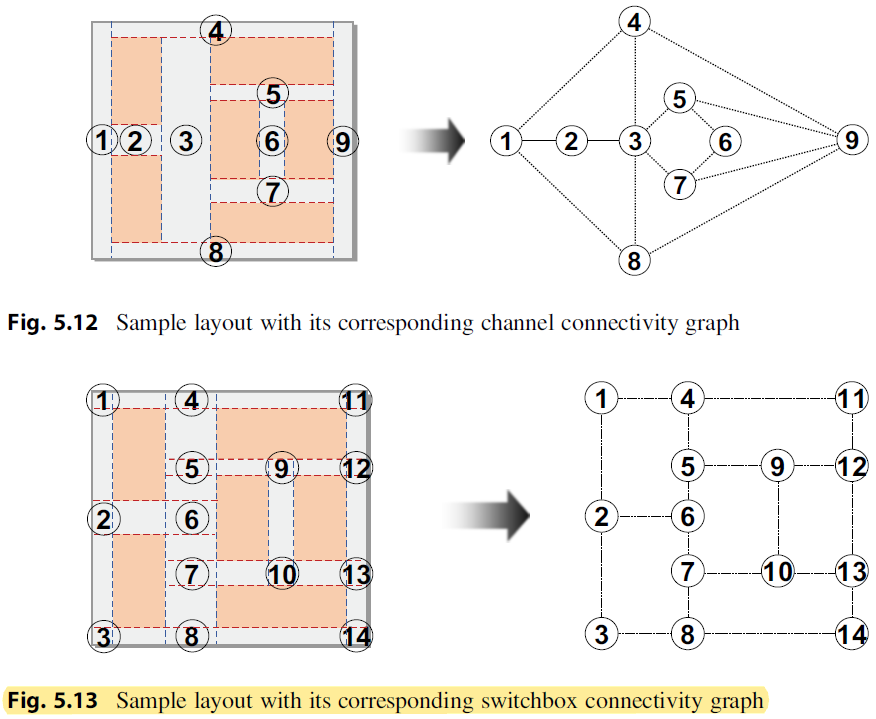 4
5
1 2 3 6 9
7
8
4
5
1 2 3 6 9
7
8
Fig. 5.12 Sample layout with its corresponding channel connectivity graph
1 4 11
5 9 12
2 6
7 10 13
3 8 14
1 4 11
5 9 12
2 6
7 10 13
3 8 14
Fig. 5.13 Sample layout with its corresponding switchbox connectivity graph